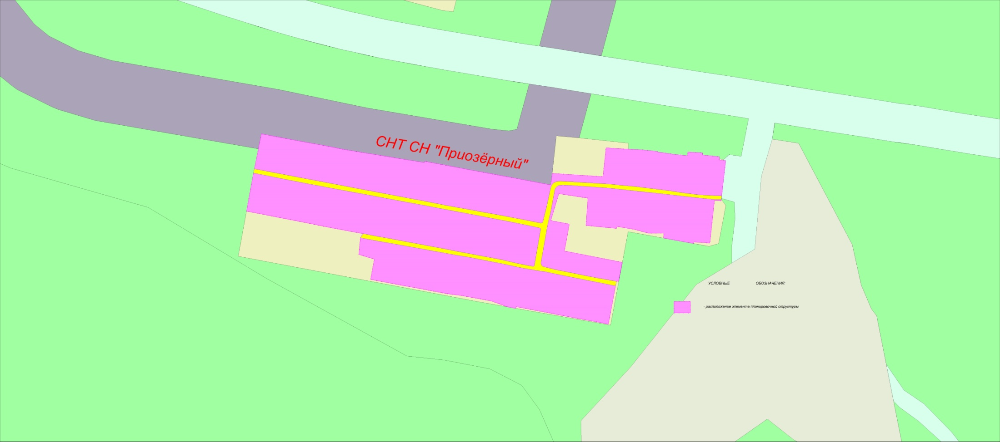 СНТ СН "Приозёрный"
УСЛОВНЫЕ ОБОЗНАЧЕНИЯ:
- расположение элемента планировочной структуры